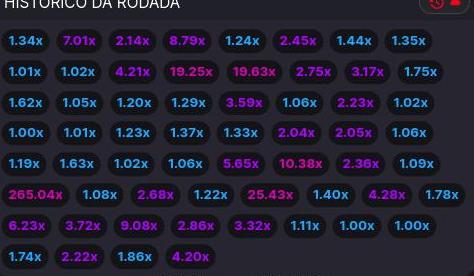 HISTÓRICO DA RODADA
1.34x 7.01x 2.14x 8.79x 1.24x 2.45x 1.44x 1.35x
1.01x 1.02x 4.21x 19.25x 19.63x 2.75x 3.17x 1.75x
1.62x 1.05x 1.20x 1.29x 3.59x 1.06x 2.23x 1.02x
1.00x 1.01x 1.23x 1.37x 1.33x 2.04x 2.05x 1.06x
1.19x 1.63x 1.02x 1.06x 5.65x 10.38x 2.36x 1.09x
265.04x 1.08x 2.68x 1.22x 25.43x 1.40x 4.28x 1.78x
6.23x 3.72x 9.08x 2.86x 3.32x 1.11x 1.00x 1.00x
1.74x 2.22x 1.86x 4.20x